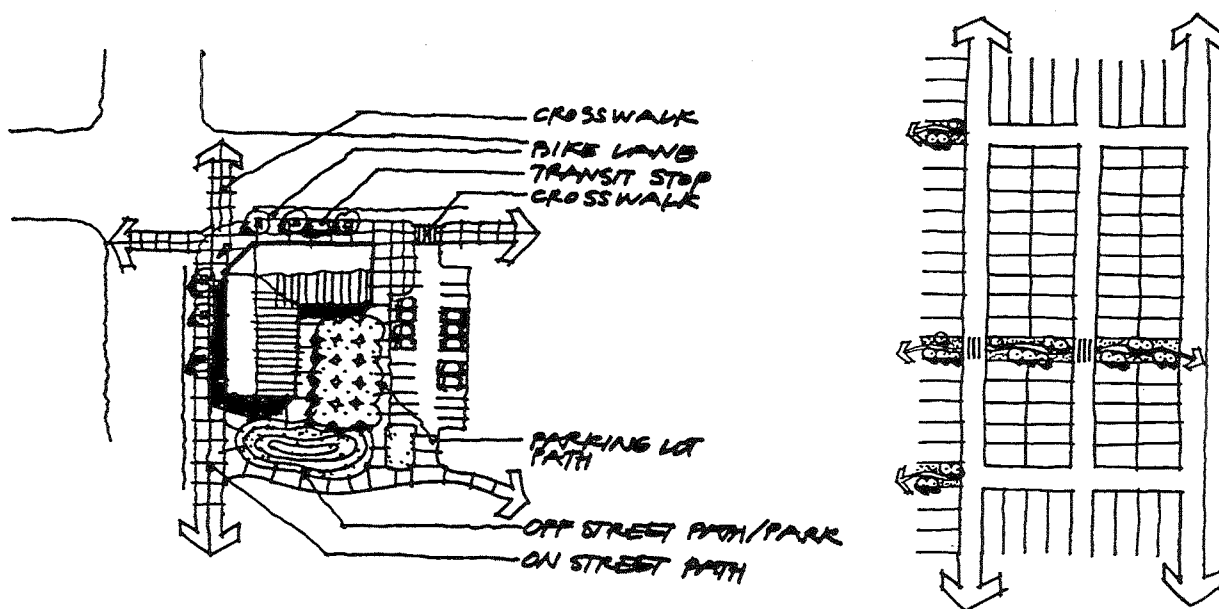 CROSSWALK
BIKE LANE
TRANSIT STOP
CROSSWALK
PARKING LOT
PATH
OFF STREET PATH/PARK
ON STREET PATH